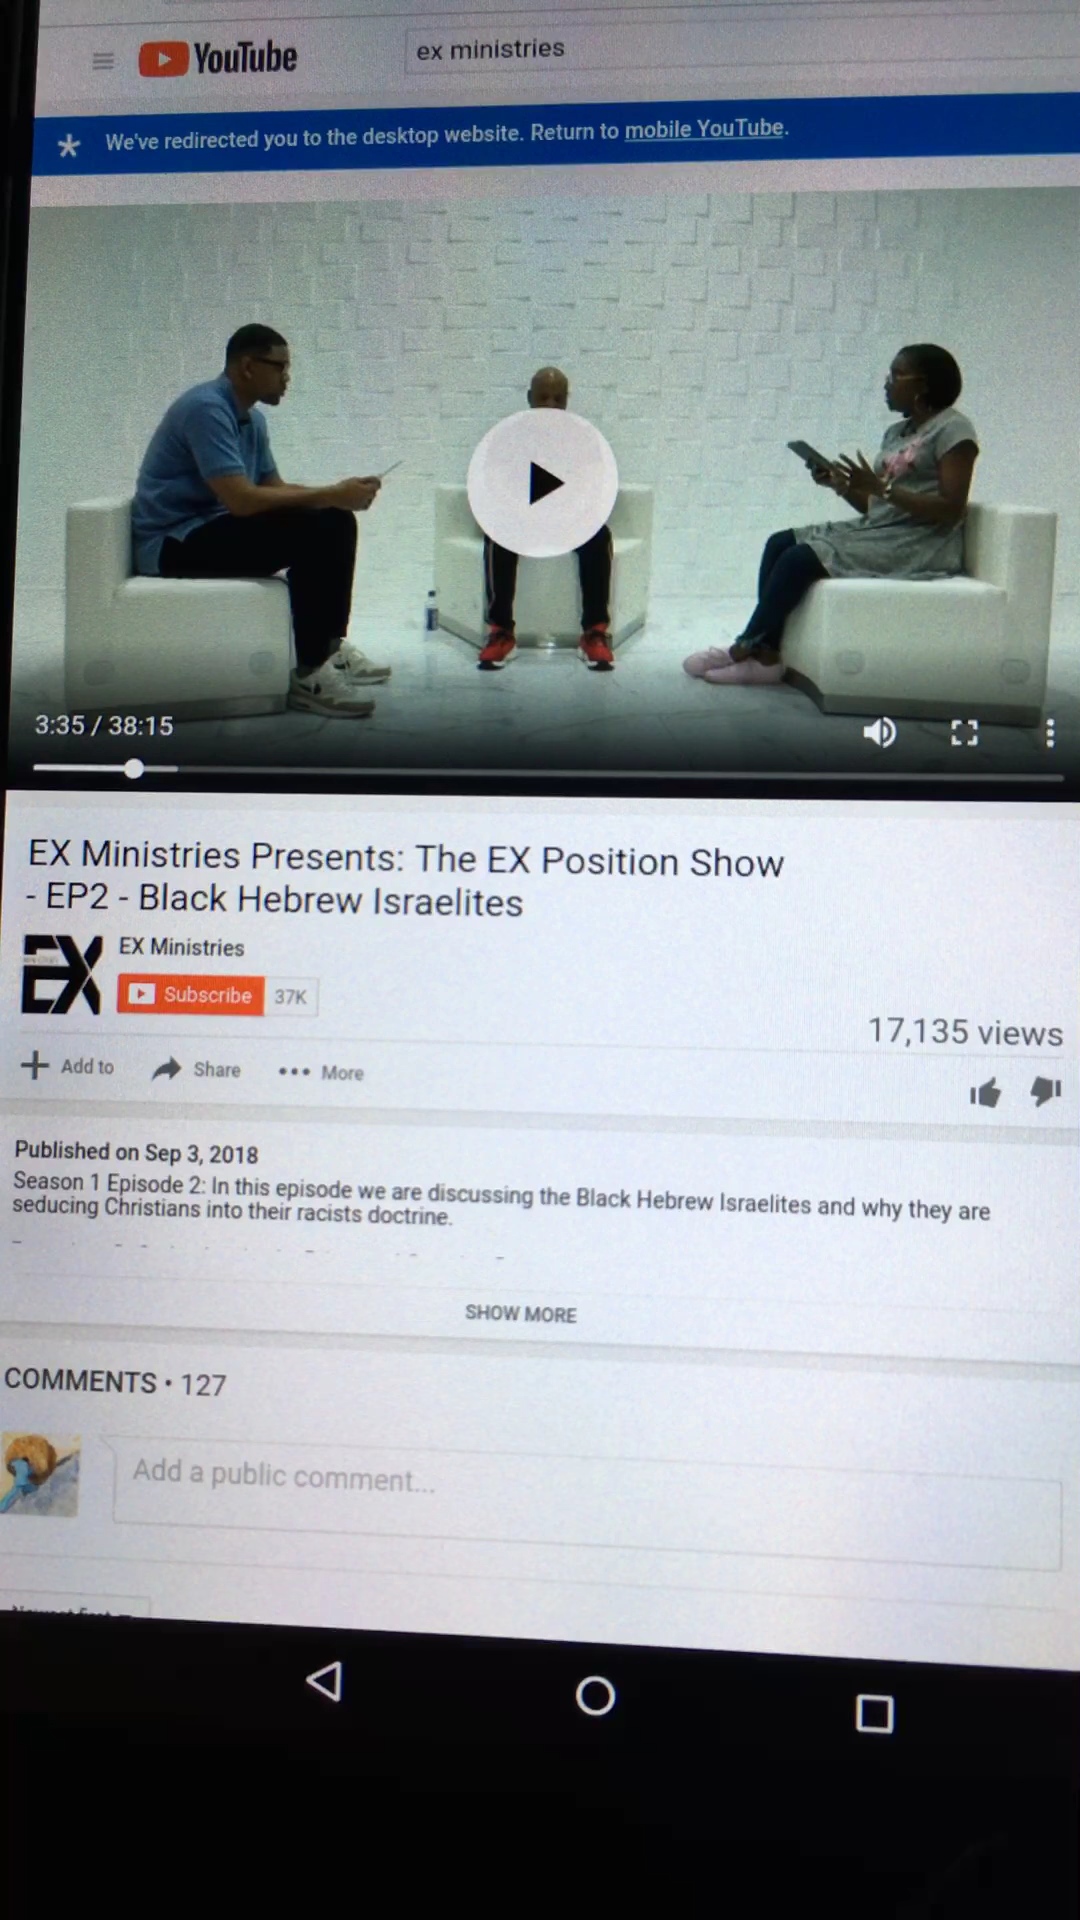 YouTube
ex ministries
We've redirected you to the desktop website. Return to mobile YouTube.
3:35 / 38:15
EX Ministries Presents: The EX Position Show
- EP2 - Black Hebrew Israelites
EX
EX Ministries
Subscribe 37K
17,135 views
Add to Share More
Published on Sep 3, 2018
Season 1 Episode 2: In this episode we are discussing the Black Hebrew Israelites and why they are
seducing Christians into their racists doctrine.
SHOW MORE
COMMENTS • 127
Add a public comment...